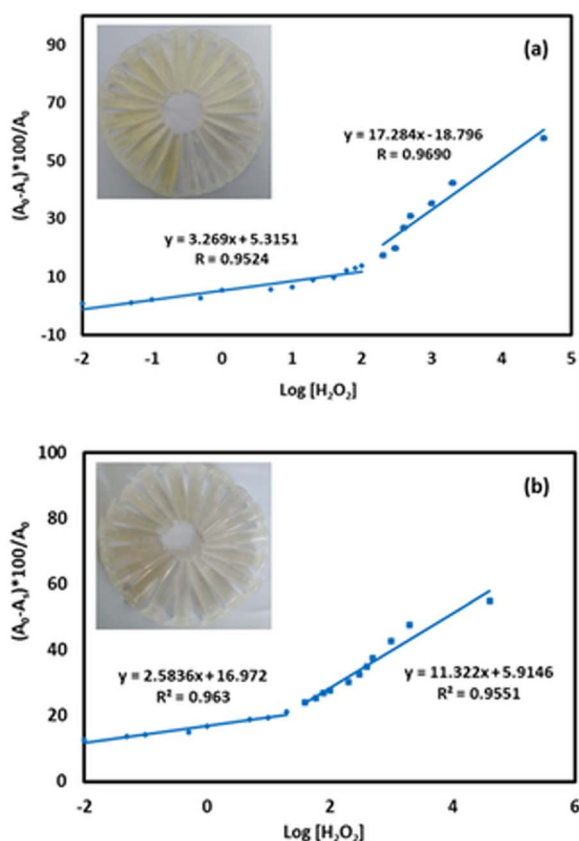 (a)
(A₀-Aₛ)*100/A₀
90
70
50
30
10
-10
y = 17.284x - 18.796
R = 0.9690
y = 3.269x + 5.3151
R = 0.9524
-2 -1 0 1 2 3 4 5
Log [H₂O₂]
(b)
(A₀-Aₛ)*100/A₀
100
80
60
40
20
0
y = 2.5836x + 16.972
R² = 0.963
y = 11.322x + 5.9146
R² = 0.9551
-2 0 2 4 6
Log [H₂O₂]